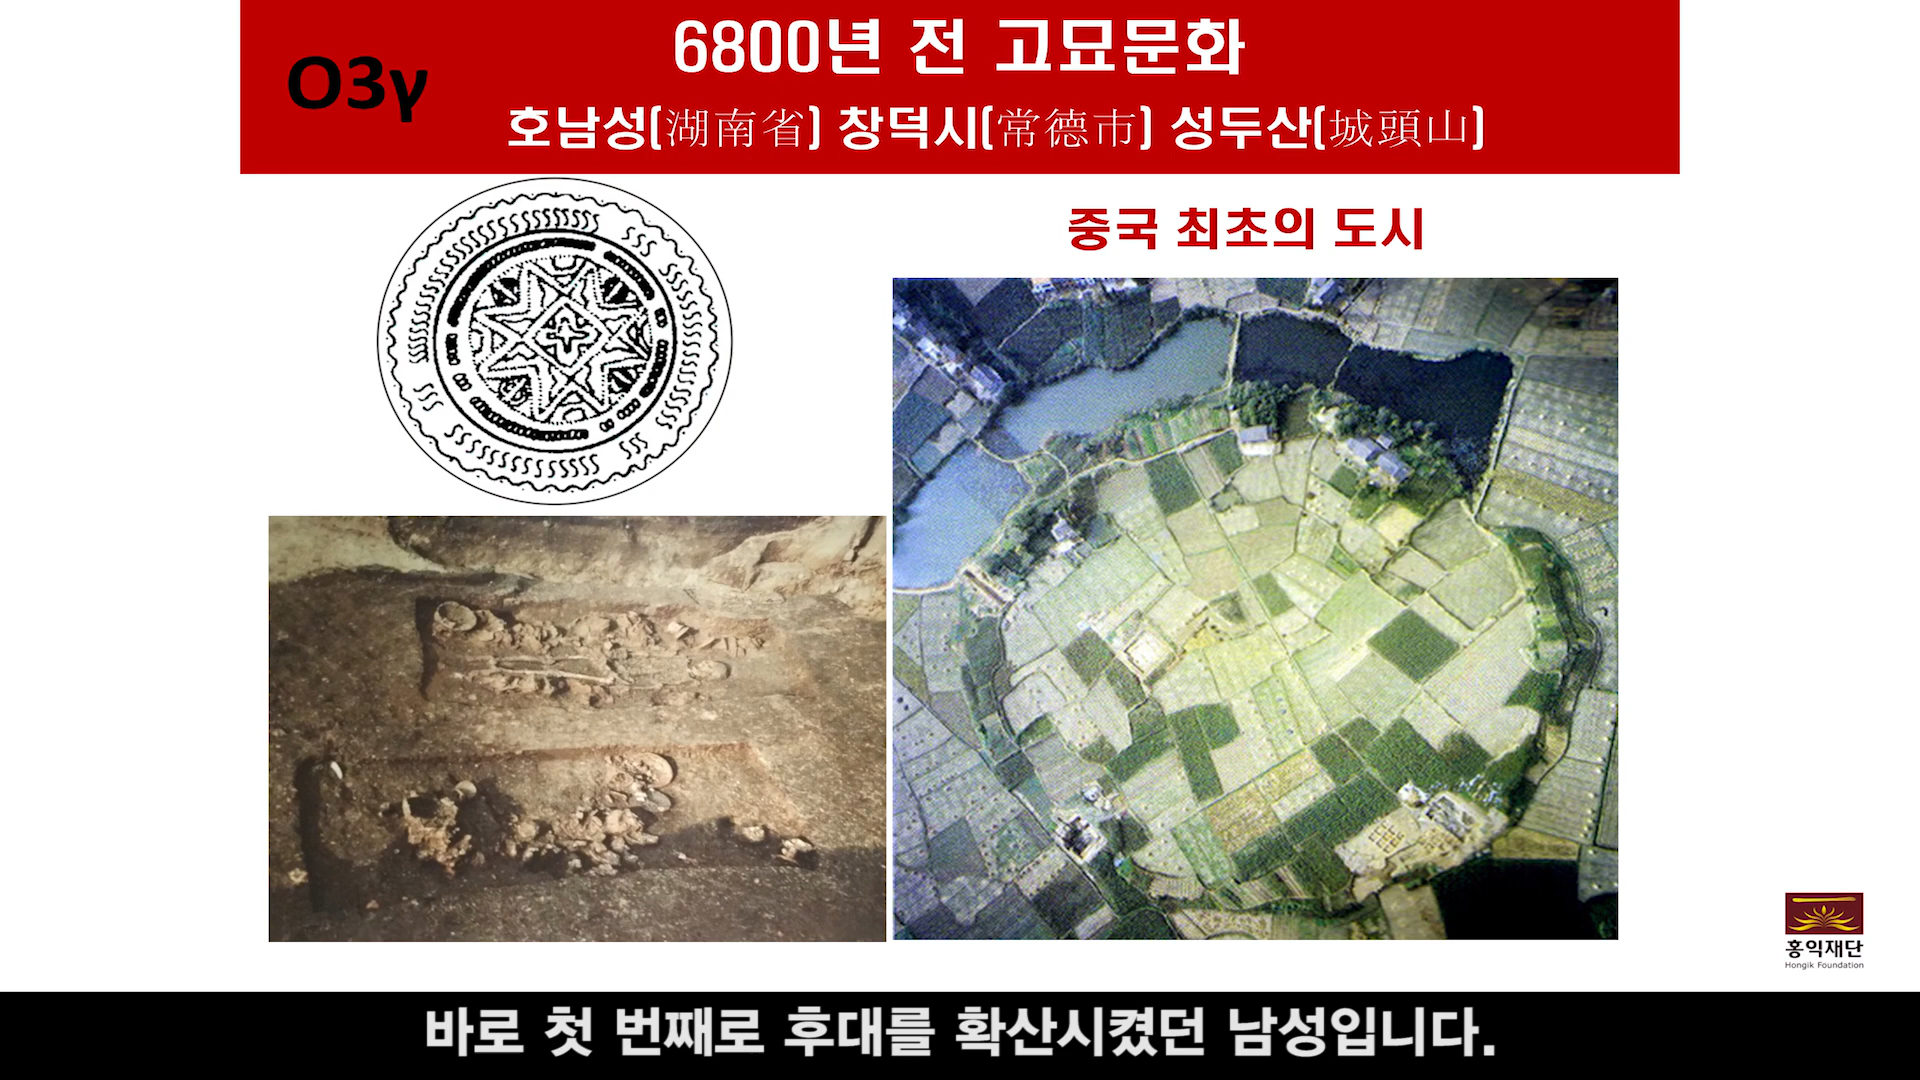 O3γ
6800년 전 고묘문화
호남성(湖南省) 창덕시(常德市) 성두산(城頭山)
중국 최초의 도시
홍익재단
Hongik Foundation
바로 첫 번째로 후대를 확산시켰던 남성입니다.